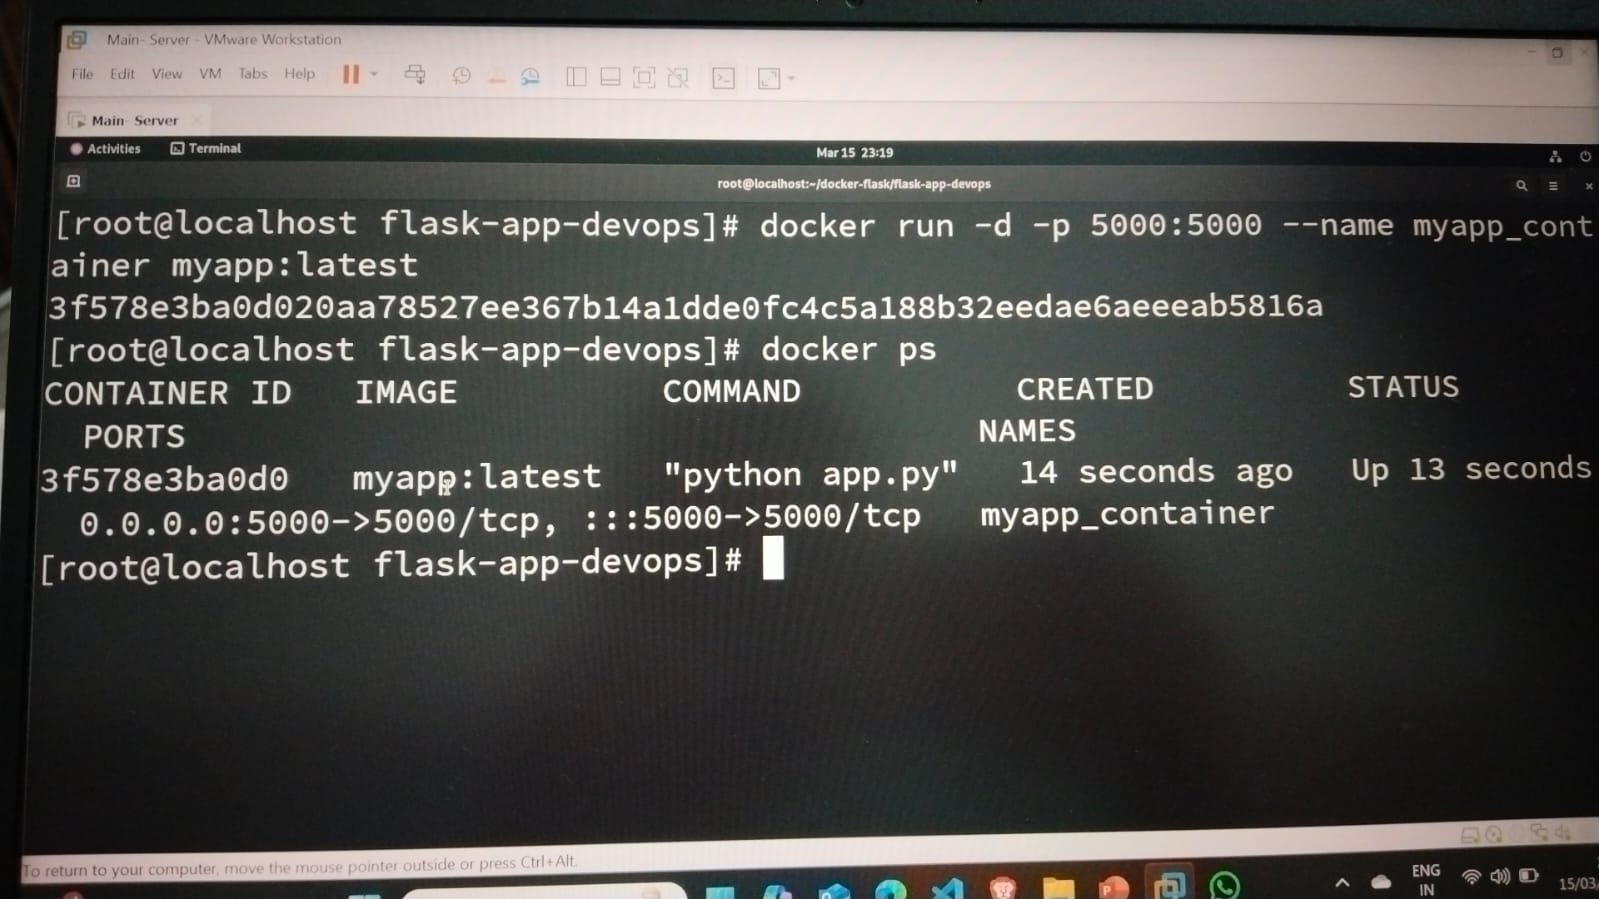 Main- Server - VMware Workstation
File Edit View VM Tabs Help
Main- Server
Activities Terminal Mar 15 23:19
root@localhost:~/docker-flask/flask-app-devops
[root@localhost flask-app-devops]# docker run -d -p 5000:5000 --name myapp_cont
ainer myapp:latest
3f578e3ba0d020aa78527ee367b14a1dde0fc4c5a188b32eedae6aeeeab5816a
[root@localhost flask-app-devops]# docker ps
CONTAINER ID IMAGE COMMAND CREATED STATUS
PORTS NAMES
3f578e3ba0d0 myapp:latest "python app.py" 14 seconds ago Up 13 seconds
0.0.0.0:5000->5000/tcp, :::5000->5000/tcp myapp_container
[root@localhost flask-app-devops]#
To return to your computer, move the mouse pointer outside or press Ctrl+Alt.
ENG
IN
15/03